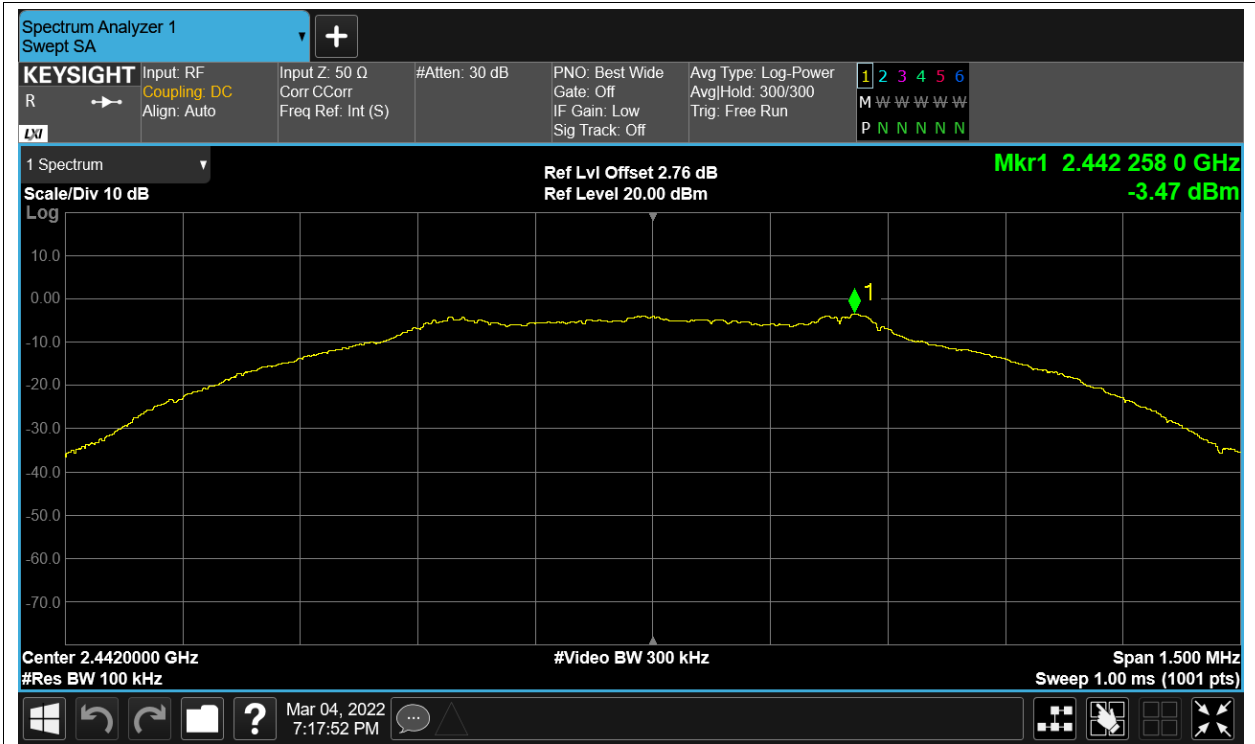 Spectrum Analyzer 1
Swept SA
KEYSIGHT
R
LXI
Input: RF
Coupling: DC
Align: Auto
Input Z: 50 Ω
Corr CCorr
Freq Ref: Int (S)
#Atten: 30 dB
PNO: Best Wide
Gate: Off
IF Gain: Low
Sig Track: Off
Avg Type: Log-Power
Avg|Hold: 300/300
Trig: Free Run
1 2 3 4 5 6
M W W W W W
P N N N N N
1 Spectrum
Scale/Div 10 dB
Log
Ref Lvl Offset 2.76 dB
Ref Level 20.00 dBm
Mkr1 2.442 258 0 GHz
-3.47 dBm
10.0
0.00
-10.0
-20.0
-30.0
-40.0
-50.0
-60.0
-70.0
1
Center 2.4420000 GHz
#Res BW 100 kHz
#Video BW 300 kHz
Span 1.500 MHz
Sweep 1.00 ms (1001 pts)
?
Mar 04, 2022
7:17:52 PM